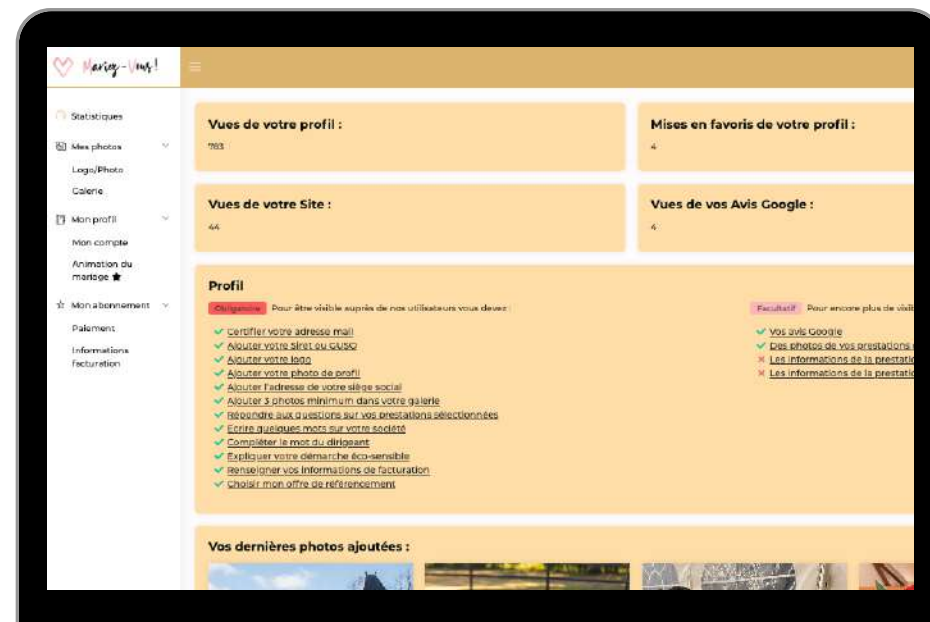 Mariez-Vous!
Statistiques
Mes photos
Logo/Photo
Galerie
Mon profil
Mon compte
Animation du
mariage
Mon abonnement
Paiement
Informations
facturation
Vues de votre profil :
783
Mises en favoris de votre profil :
4
Vues de votre Site :
44
Vues de vos Avis Google :
4
Profil
Obligatoire Pour être visible auprès de nos utilisateurs vous devez :
Certifier votre adresse mail
Ajouter votre Siret ou GUSO
Ajouter votre logo
Ajouter votre photo de profil
Ajouter l'adresse de votre siège social
Ajouter 3 photos minimum dans votre galerie
Répondre aux questions sur vos prestations sélectionnées
Ecrire quelques mots sur votre société
Compléter le mot du dirigeant
Expliquer votre démarche éco-sensible
Renseigner vos informations de facturation
Choisir mon offre de référencement
Facultatif Pour encore plus de
Vos avis Google
Des photos de vos prestations
Les informations de la
Les informations de la
Vos dernières photos ajoutées :